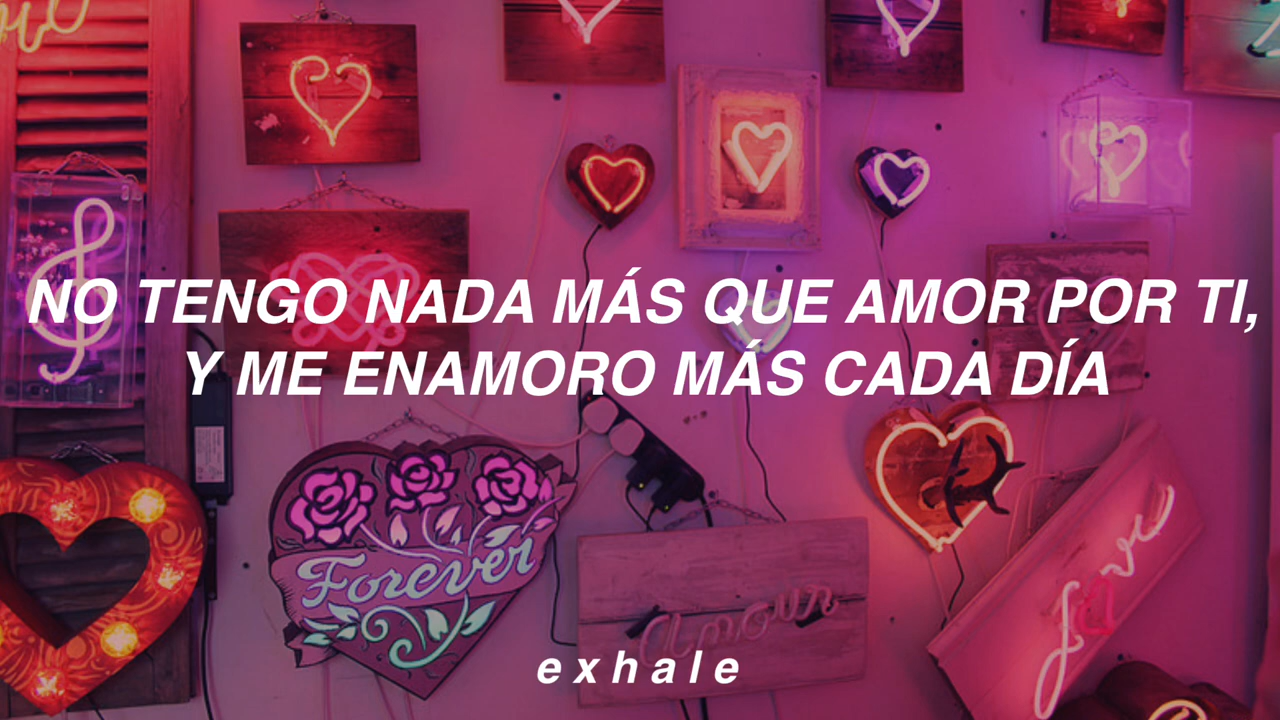 NO TENGO NADA MÁS QUE AMOR POR TI,
Y ME ENAMORO MÁS CADA DÍA
Forever
Amour
Love
exhale